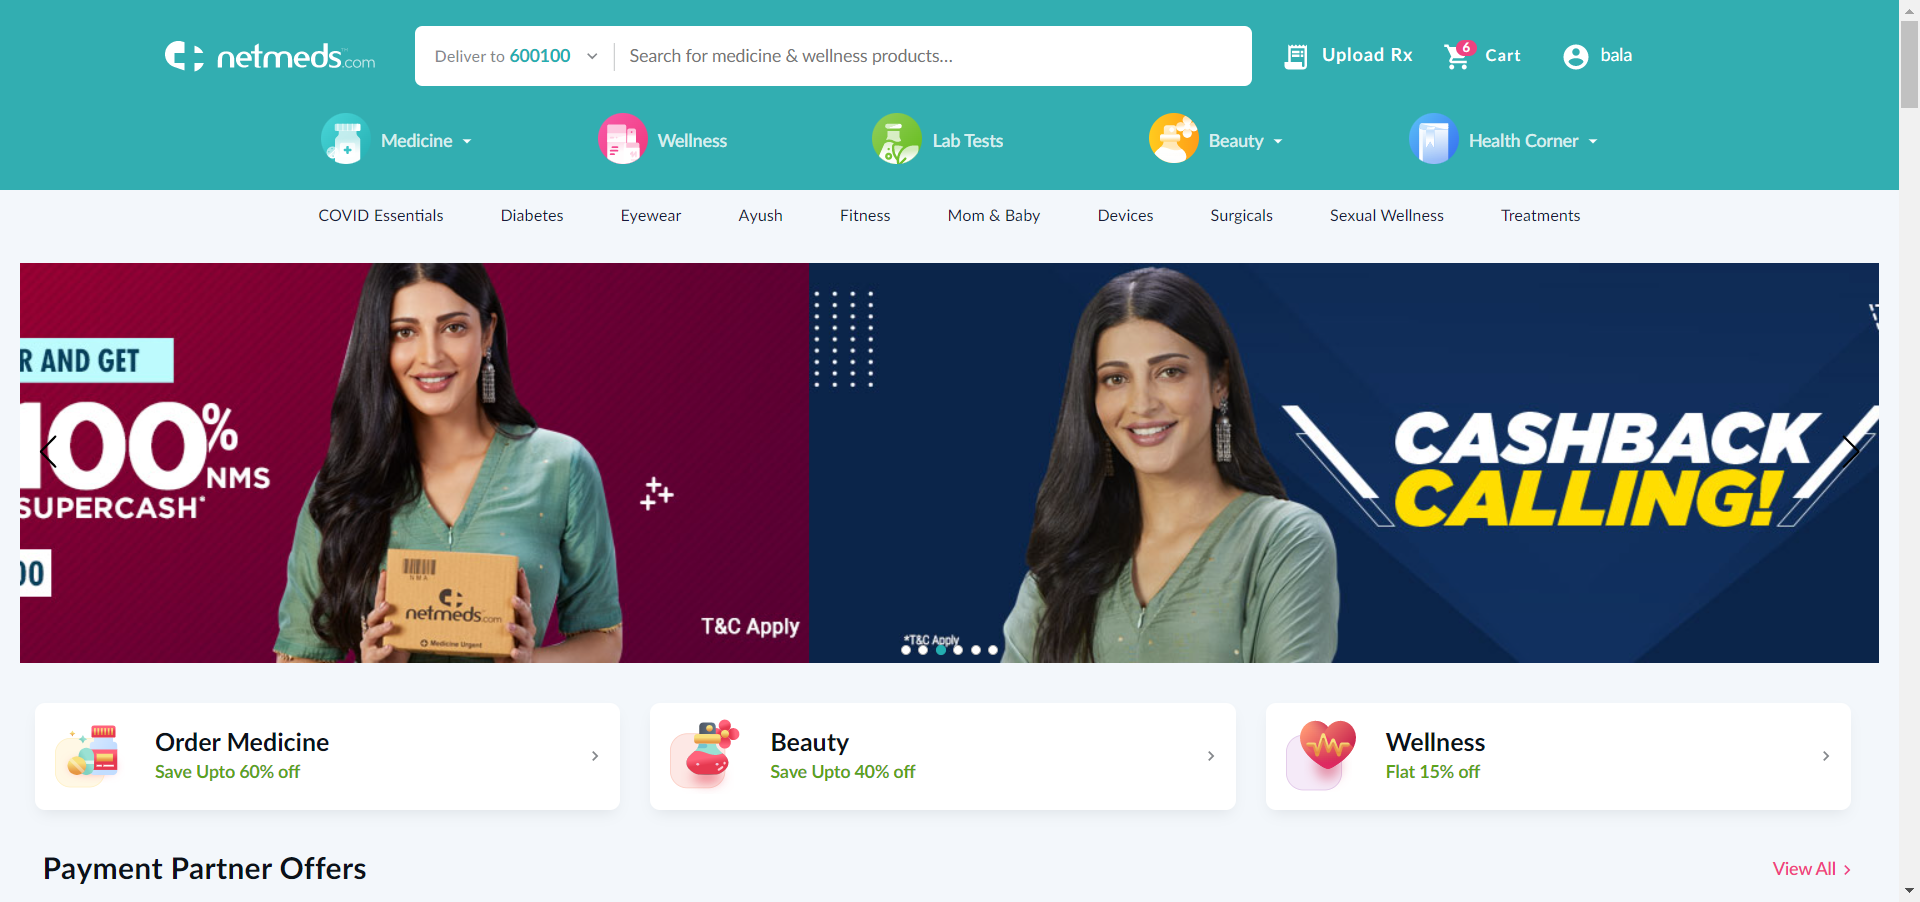 netmeds.com
Deliver to 600100
Search for medicine & wellness products...
Upload Rx
6
Cart
bala
Medicine
Wellness
Lab Tests
Beauty
Health Corner
COVID Essentials
Diabetes
Eyewear
Ayush
Fitness
Mom & Baby
Devices
Surgicals
Sexual Wellness
Treatments
R AND GET
100%
NMS
SUPERCASH*
00
NMA
netmeds.com
Medicine Urgent
T&C Apply
CASHBACK
CALLING!
*T&C Apply
Order Medicine
Save Upto 60% off
Beauty
Save Upto 40% off
Wellness
Flat 15% off
Payment Partner Offers
View All